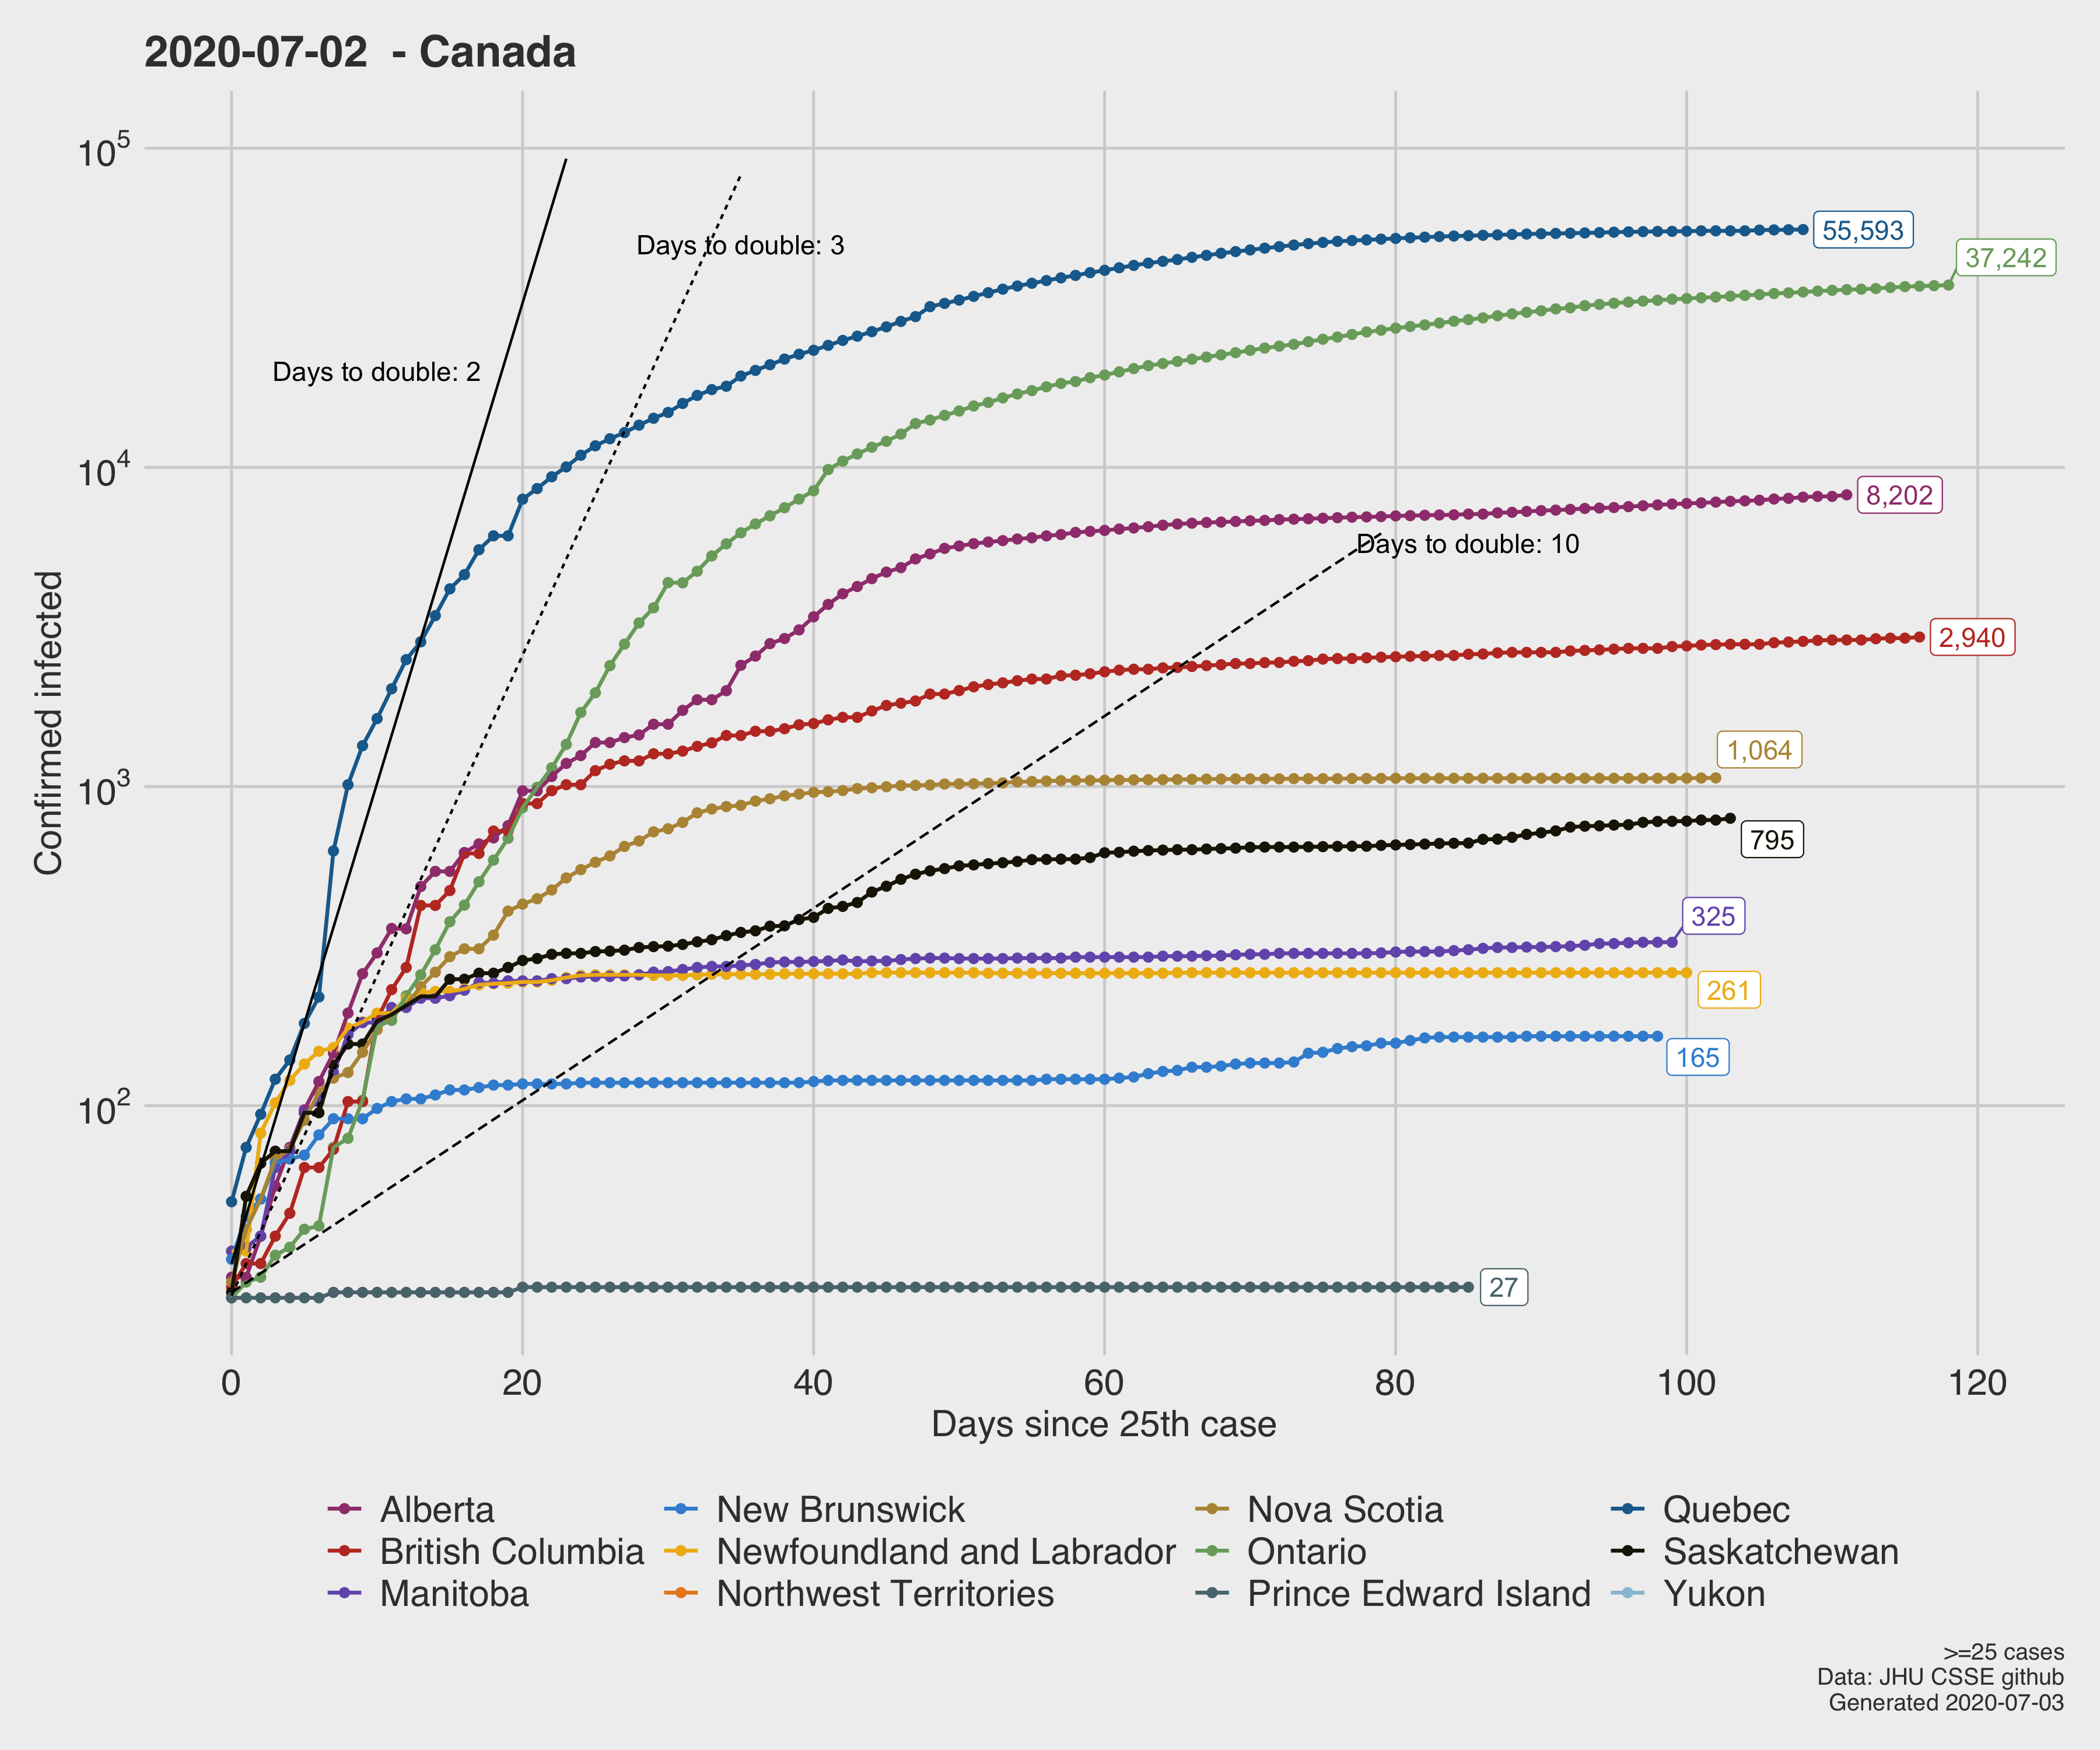 2020-07-02  - Canada
10^5
10^4
10^3
10^2
Confirmed infected
Days to double: 2
Days to double: 3
Days to double: 10
55,593
37,242
8,202
2,940
1,064
795
325
261
165
27
0 20 40 60 80 100 120
Days since 25th case
Alberta New Brunswick Nova Scotia Quebec
British Columbia Newfoundland and Labrador Ontario Saskatchewan
Manitoba Northwest Territories Prince Edward Island Yukon
>=25 cases
Data: JHU CSSE github
Generated 2020-07-03